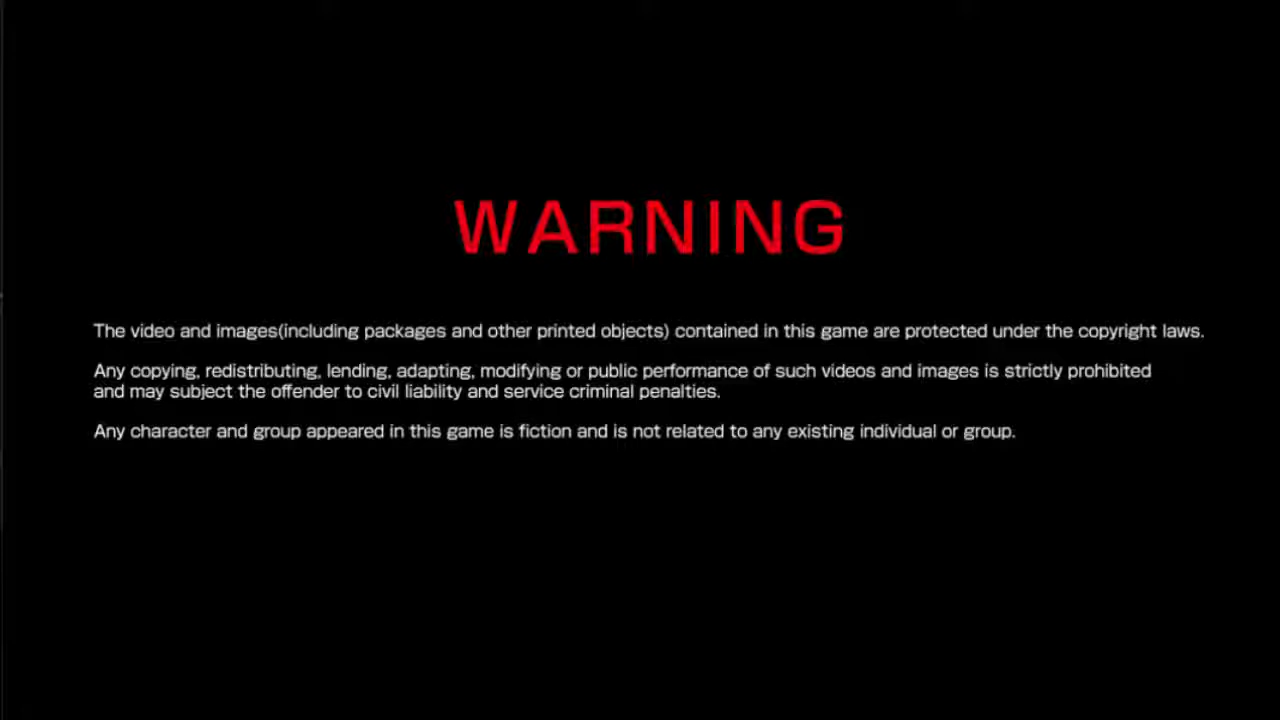 WARNING
The video and images(including packages and other printed objects) contained in this game are protected under the copyright laws.
Any copying, redistributing, lending, adapting, modifying or public performance of such videos and images is strictly prohibited
and may subject the offender to civil liability and service criminal penalties.
Any character and group appeared in this game is fiction and is not related to any existing individual or group.